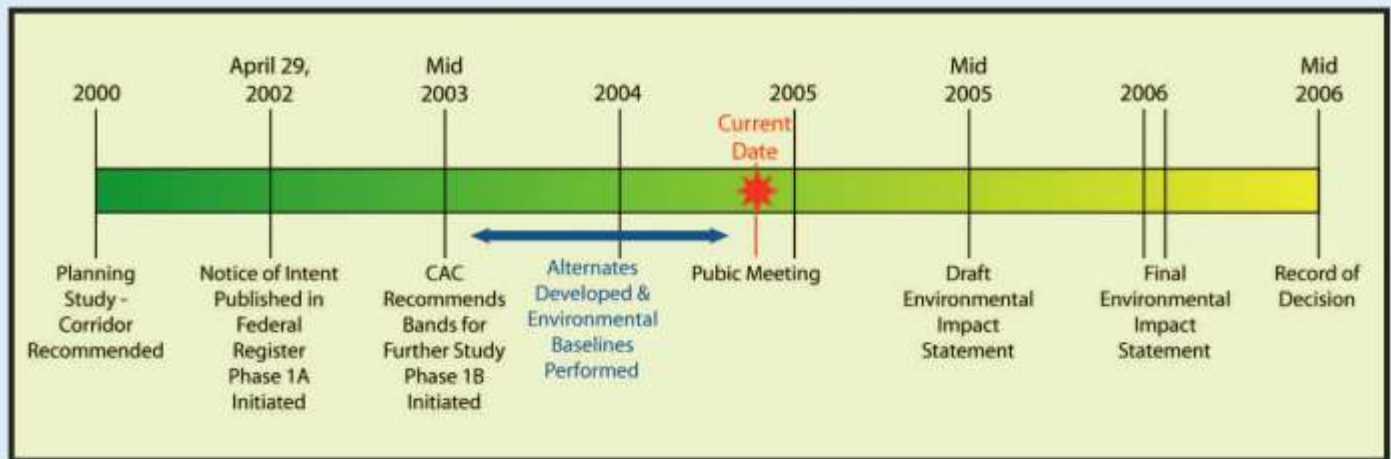 2000
April 29,
2002
Mid
2003
2004
2005
Mid
2005
2006
Mid
2006
Current
Date
Planning
Study -
Corridor
Recommended
Notice of Intent
Published in
Federal
Register
Phase 1A
Initiated
CAC
Recommends
Bands for
Further Study
Phase 1B
Initiated
Alternates
Developed &
Environmental
Baselines
Performed
Pubic Meeting
Draft
Environmental
Impact
Statement
Final
Environmental
Impact
Statement
Record of
Decision